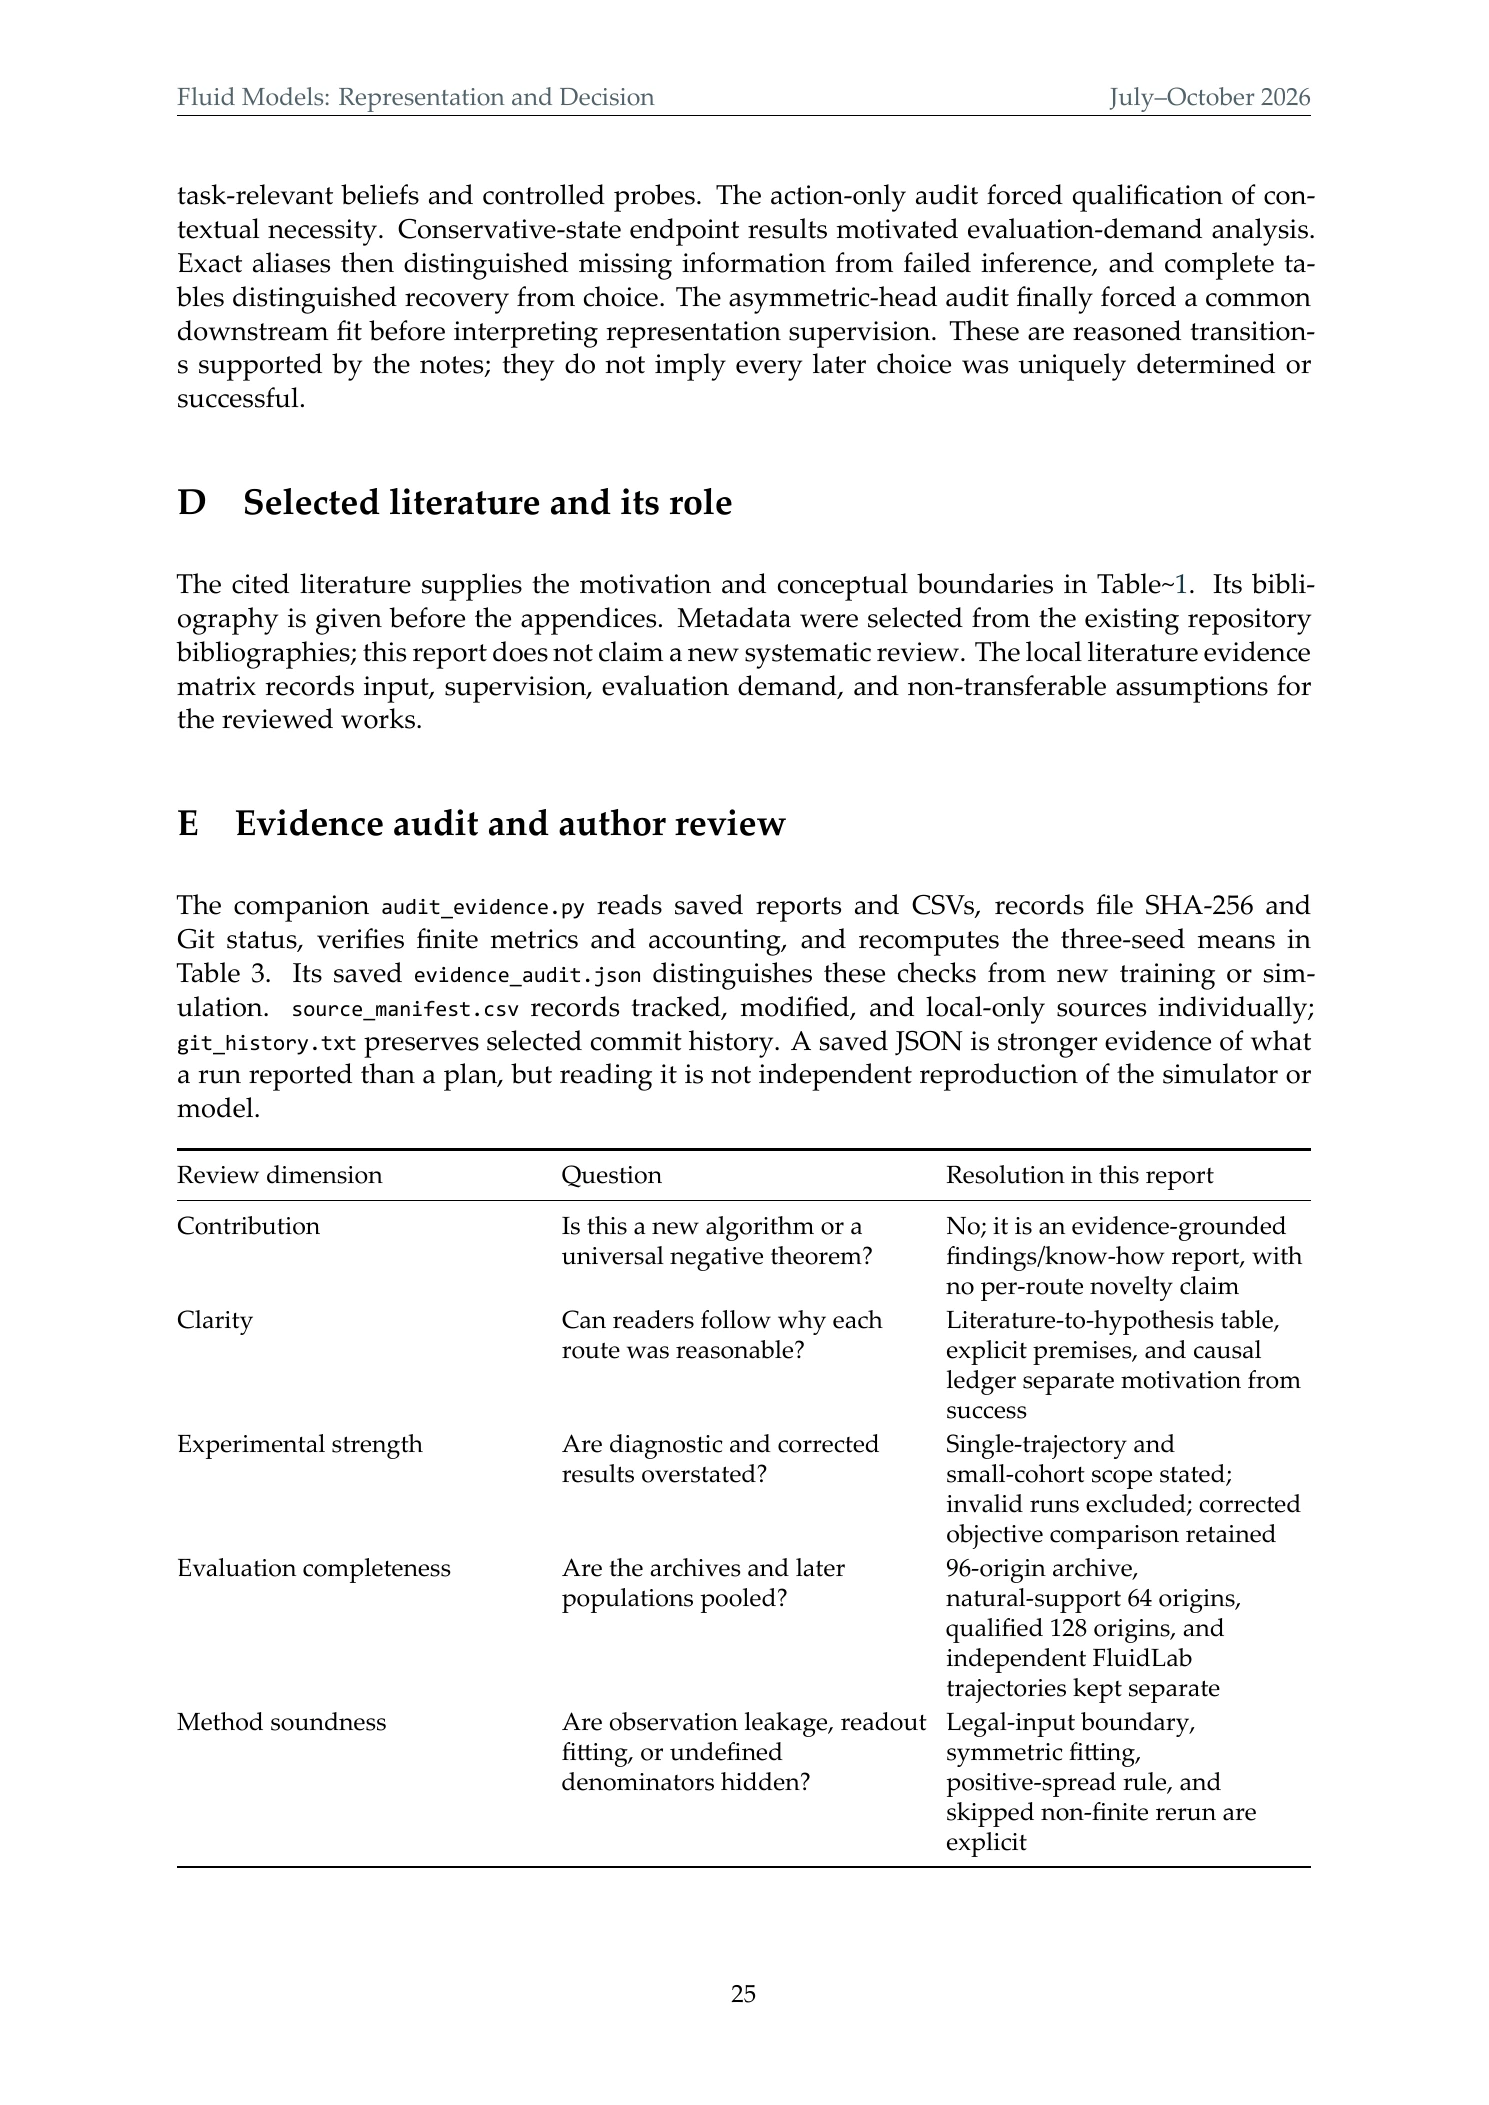 Fluid Models: Representation and Decision July–October 2026
task-relevant beliefs and controlled probes. The action-only audit forced qualification of con-
textual necessity. Conservative-state endpoint results motivated evaluation-demand analysis.
Exact aliases then distinguished missing information from failed inference, and complete ta-
bles distinguished recovery from choice. The asymmetric-head audit finally forced a common
downstream fit before interpreting representation supervision. These are reasoned transition-
s supported by the notes; they do not imply every later choice was uniquely determined or
successful.
D Selected literature and its role
The cited literature supplies the motivation and conceptual boundaries in Table~1. Its bibli-
ography is given before the appendices. Metadata were selected from the existing repository
bibliographies; this report does not claim a new systematic review. The local literature evidence
matrix records input, supervision, evaluation demand, and non-transferable assumptions for
the reviewed works.
E Evidence audit and author review
The companion audit_evidence.py reads saved reports and CSVs, records file SHA-256 and
Git status, verifies finite metrics and accounting, and recomputes the three-seed means in
Table 3. Its saved evidence_audit.json distinguishes these checks from new training or sim-
ulation. source_manifest.csv records tracked, modified, and local-only sources individually;
git_history.txt preserves selected commit history. A saved JSON is stronger evidence of what
a run reported than a plan, but reading it is not independent reproduction of the simulator or
model.
Review dimension Question Resolution in this report
Contribution Is this a new algorithm or a No; it is an evidence-grounded
universal negative theorem? findings/know-how report, with
no per-route novelty claim
Clarity Can readers follow why each Literature-to-hypothesis table,
route was reasonable? explicit premises, and causal
ledger separate motivation from
success
Experimental strength Are diagnostic and corrected Single-trajectory and
results overstated? small-cohort scope stated;
invalid runs excluded; corrected
objective comparison retained
Evaluation completeness Are the archives and later 96-origin archive,
populations pooled? natural-support 64 origins,
qualified 128 origins, and
independent FluidLab
trajectories kept separate
Method soundness Are observation leakage, readout Legal-input boundary,
fitting, or undefined symmetric fitting,
denominators hidden? positive-spread rule, and
skipped non-finite rerun are
explicit
25